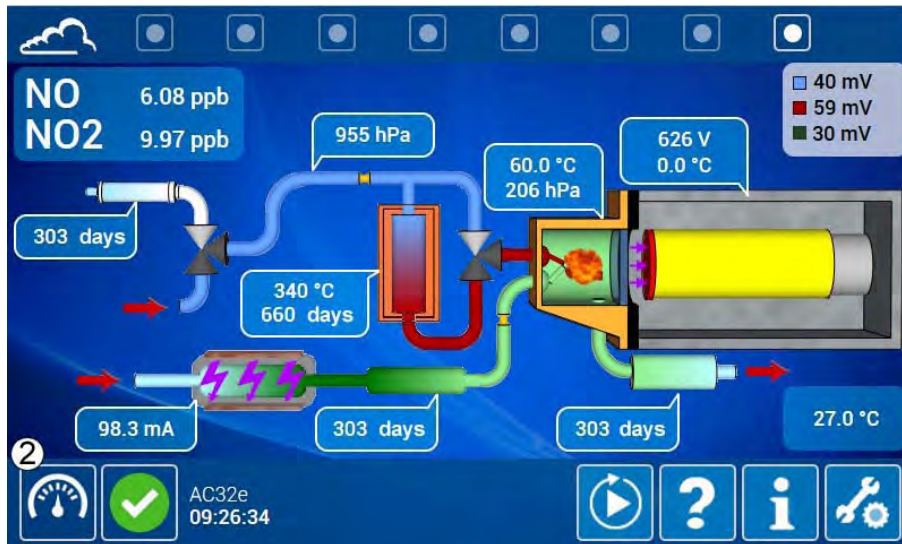 NO 6.08 ppb
NO2 9.97 ppb
40 mV
59 mV
30 mV
955 hPa
60.0 °C
206 hPa
626 V
0.0 °C
303 days
340 °C
660 days
98.3 mA
303 days
303 days
27.0 °C
2
AC32e
09:26:34
?
i